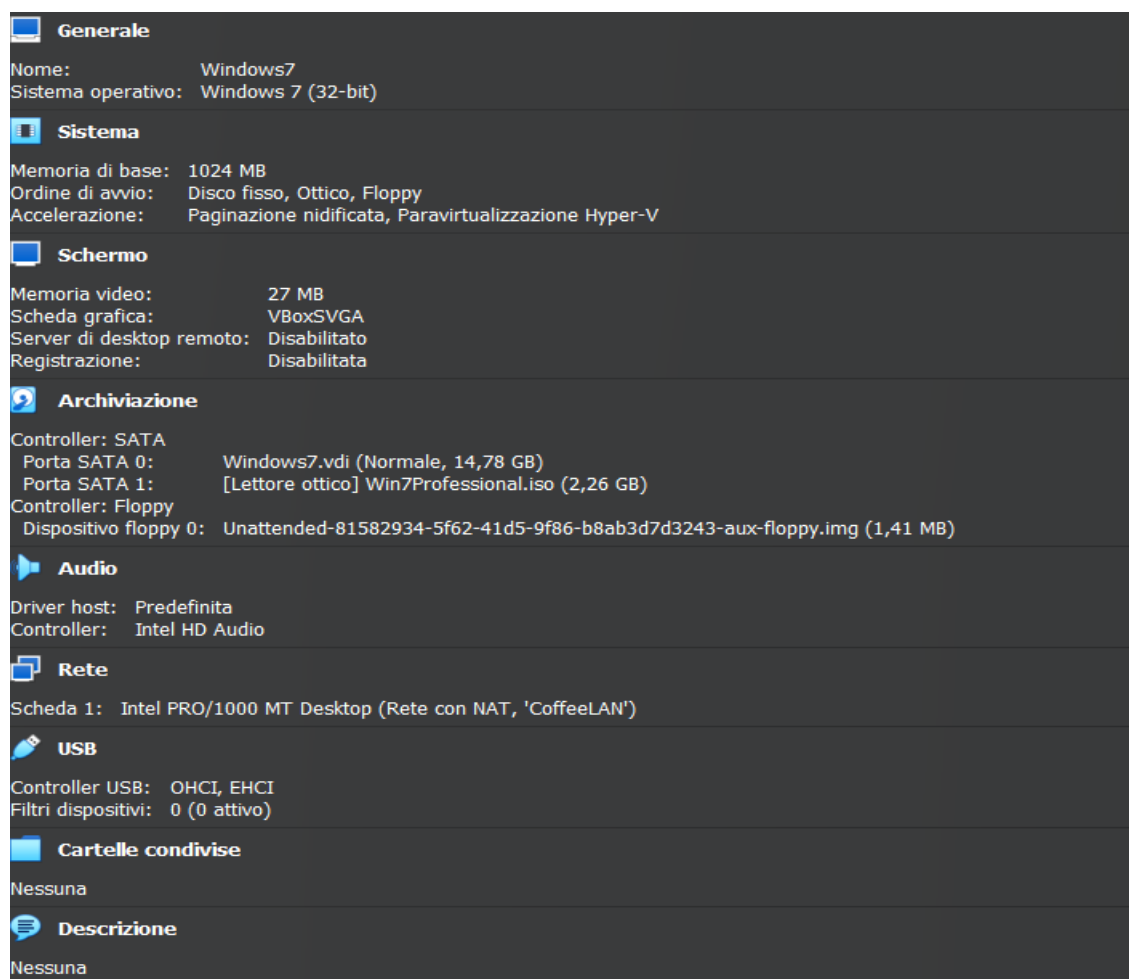 Generale
Nome: Windows7
Sistema operativo: Windows 7 (32-bit)
Sistema
Memoria di base: 1024 MB
Ordine di avvio: Disco fisso, Ottico, Floppy
Accelerazione: Paginazione nidificata, Paravirtualizzazione Hyper-V
Schermo
Memoria video: 27 MB
Scheda grafica: VBoxSVGA
Server di desktop remoto: Disabilitato
Registrazione: Disabilitata
Archiviazione
Controller: SATA
Porta SATA 0: Windows7.vdi (Normale, 14,78 GB)
Porta SATA 1: [Lettore ottico] Win7Professional.iso (2,26 GB)
Controller: Floppy
Dispositivo floppy 0: Unattended-81582934-5f62-41d5-9f86-b8ab3d7d3243-aux-floppy.img (1,41 MB)
Audio
Driver host: Predefinita
Controller: Intel HD Audio
Rete
Scheda 1: Intel PRO/1000 MT Desktop (Rete con NAT, 'CoffeeLAN')
USB
Controller USB: OHCI, EHCI
Filtri dispositivi: 0 (0 attivo)
Cartelle condivise
Nessuna
Descrizione
Nessuna